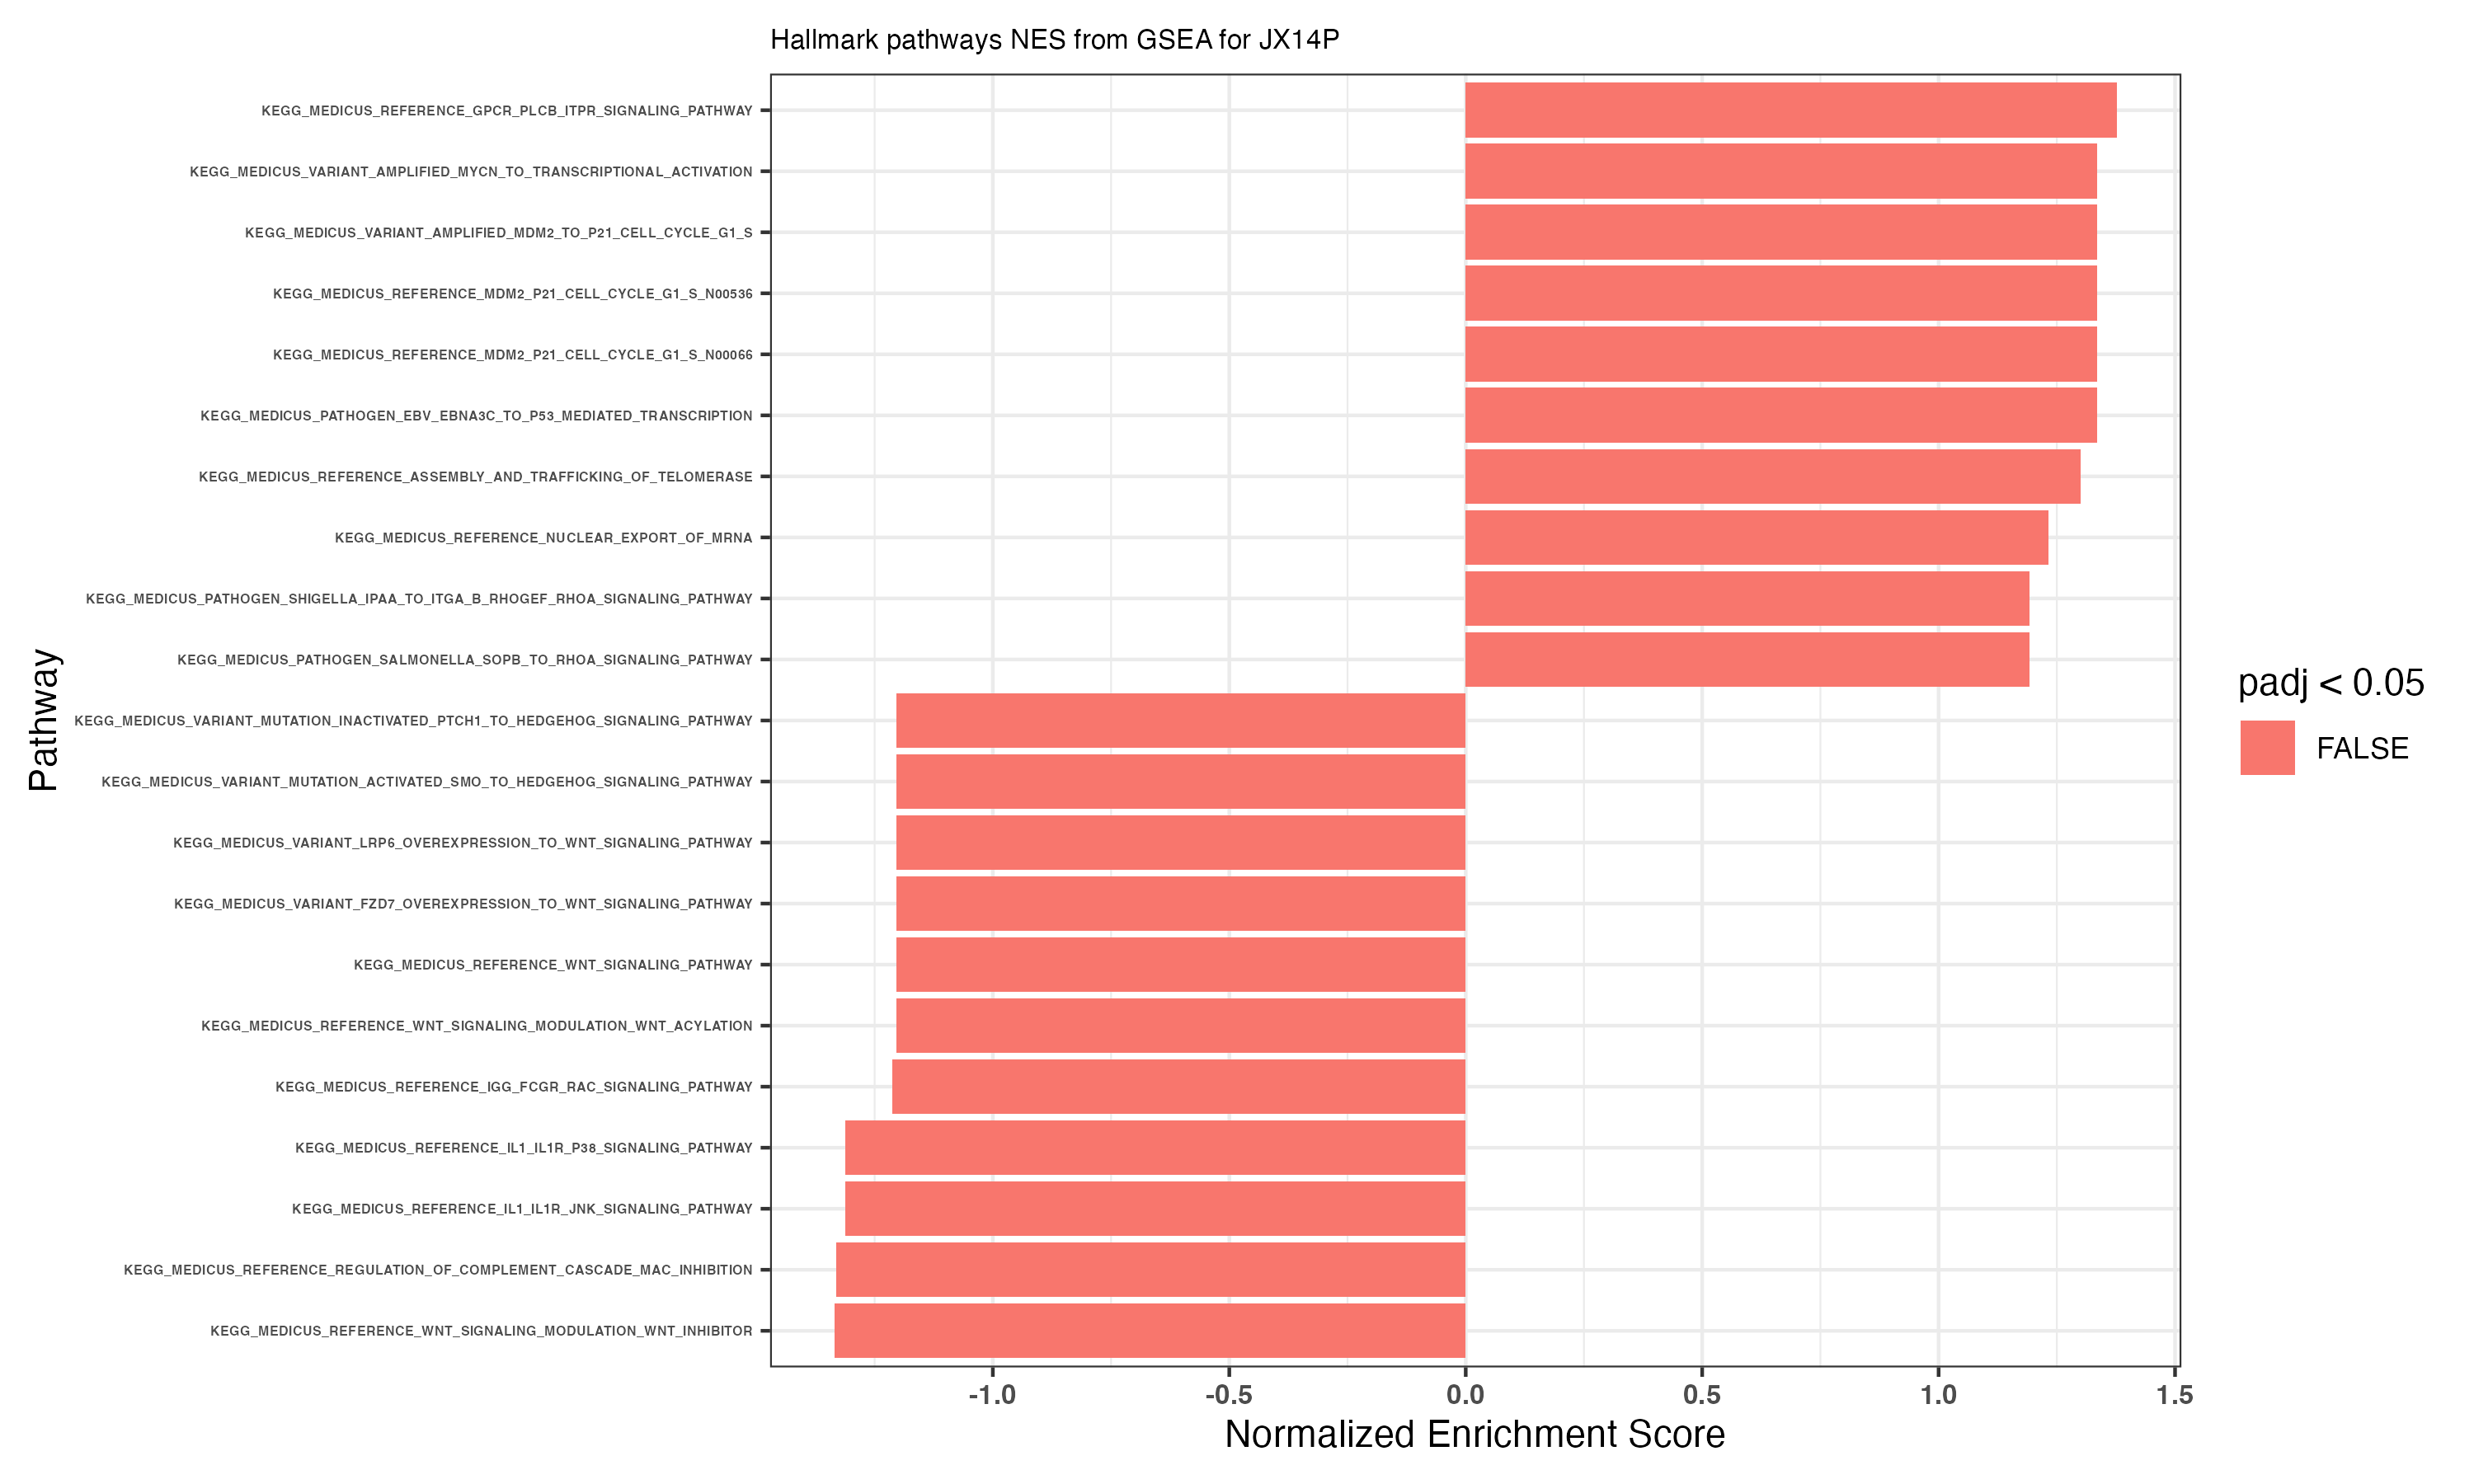 Hallmark pathways NES from GSEA for JX14P
KEGG_MEDICUS_REFERENCE_GPCR_PLCB_ITPR_SIGNALING_PATHWAY
KEGG_MEDICUS_VARIANT_AMPLIFIED_MYCN_TO_TRANSCRIPTIONAL_ACTIVATION
KEGG_MEDICUS_VARIANT_AMPLIFIED_MDM2_TO_P21_CELL_CYCLE_G1_S
KEGG_MEDICUS_REFERENCE_MDM2_P21_CELL_CYCLE_G1_S_N00536
KEGG_MEDICUS_REFERENCE_MDM2_P21_CELL_CYCLE_G1_S_N00066
KEGG_MEDICUS_PATHOGEN_EBV_EBNA3C_TO_P53_MEDIATED_TRANSCRIPTION
KEGG_MEDICUS_REFERENCE_ASSEMBLY_AND_TRAFFICKING_OF_TELOMERASE
KEGG_MEDICUS_REFERENCE_NUCLEAR_EXPORT_OF_MRNA
KEGG_MEDICUS_PATHOGEN_SHIGELLA_IPAA_TO_ITGA_B_RHOGEF_RHOA_SIGNALING_PATHWAY
KEGG_MEDICUS_PATHOGEN_SALMONELLA_SOPB_TO_RHOA_SIGNALING_PATHWAY
KEGG_MEDICUS_VARIANT_MUTATION_INACTIVATED_PTCH1_TO_HEDGEHOG_SIGNALING_PATHWAY
KEGG_MEDICUS_VARIANT_MUTATION_ACTIVATED_SMO_TO_HEDGEHOG_SIGNALING_PATHWAY
KEGG_MEDICUS_VARIANT_LRP6_OVEREXPRESSION_TO_WNT_SIGNALING_PATHWAY
KEGG_MEDICUS_VARIANT_FZD7_OVEREXPRESSION_TO_WNT_SIGNALING_PATHWAY
KEGG_MEDICUS_REFERENCE_WNT_SIGNALING_PATHWAY
KEGG_MEDICUS_REFERENCE_WNT_SIGNALING_MODULATION_WNT_ACYLATION
KEGG_MEDICUS_REFERENCE_IGG_FCGR_RAC_SIGNALING_PATHWAY
KEGG_MEDICUS_REFERENCE_IL1_IL1R_P38_SIGNALING_PATHWAY
KEGG_MEDICUS_REFERENCE_IL1_IL1R_JNK_SIGNALING_PATHWAY
KEGG_MEDICUS_REFERENCE_REGULATION_OF_COMPLEMENT_CASCADE_MAC_INHIBITION
KEGG_MEDICUS_REFERENCE_WNT_SIGNALING_MODULATION_WNT_INHIBITOR
Pathway
-1.0 -0.5 0.0 0.5 1.0 1.5
Normalized Enrichment Score
padj < 0.05
FALSE